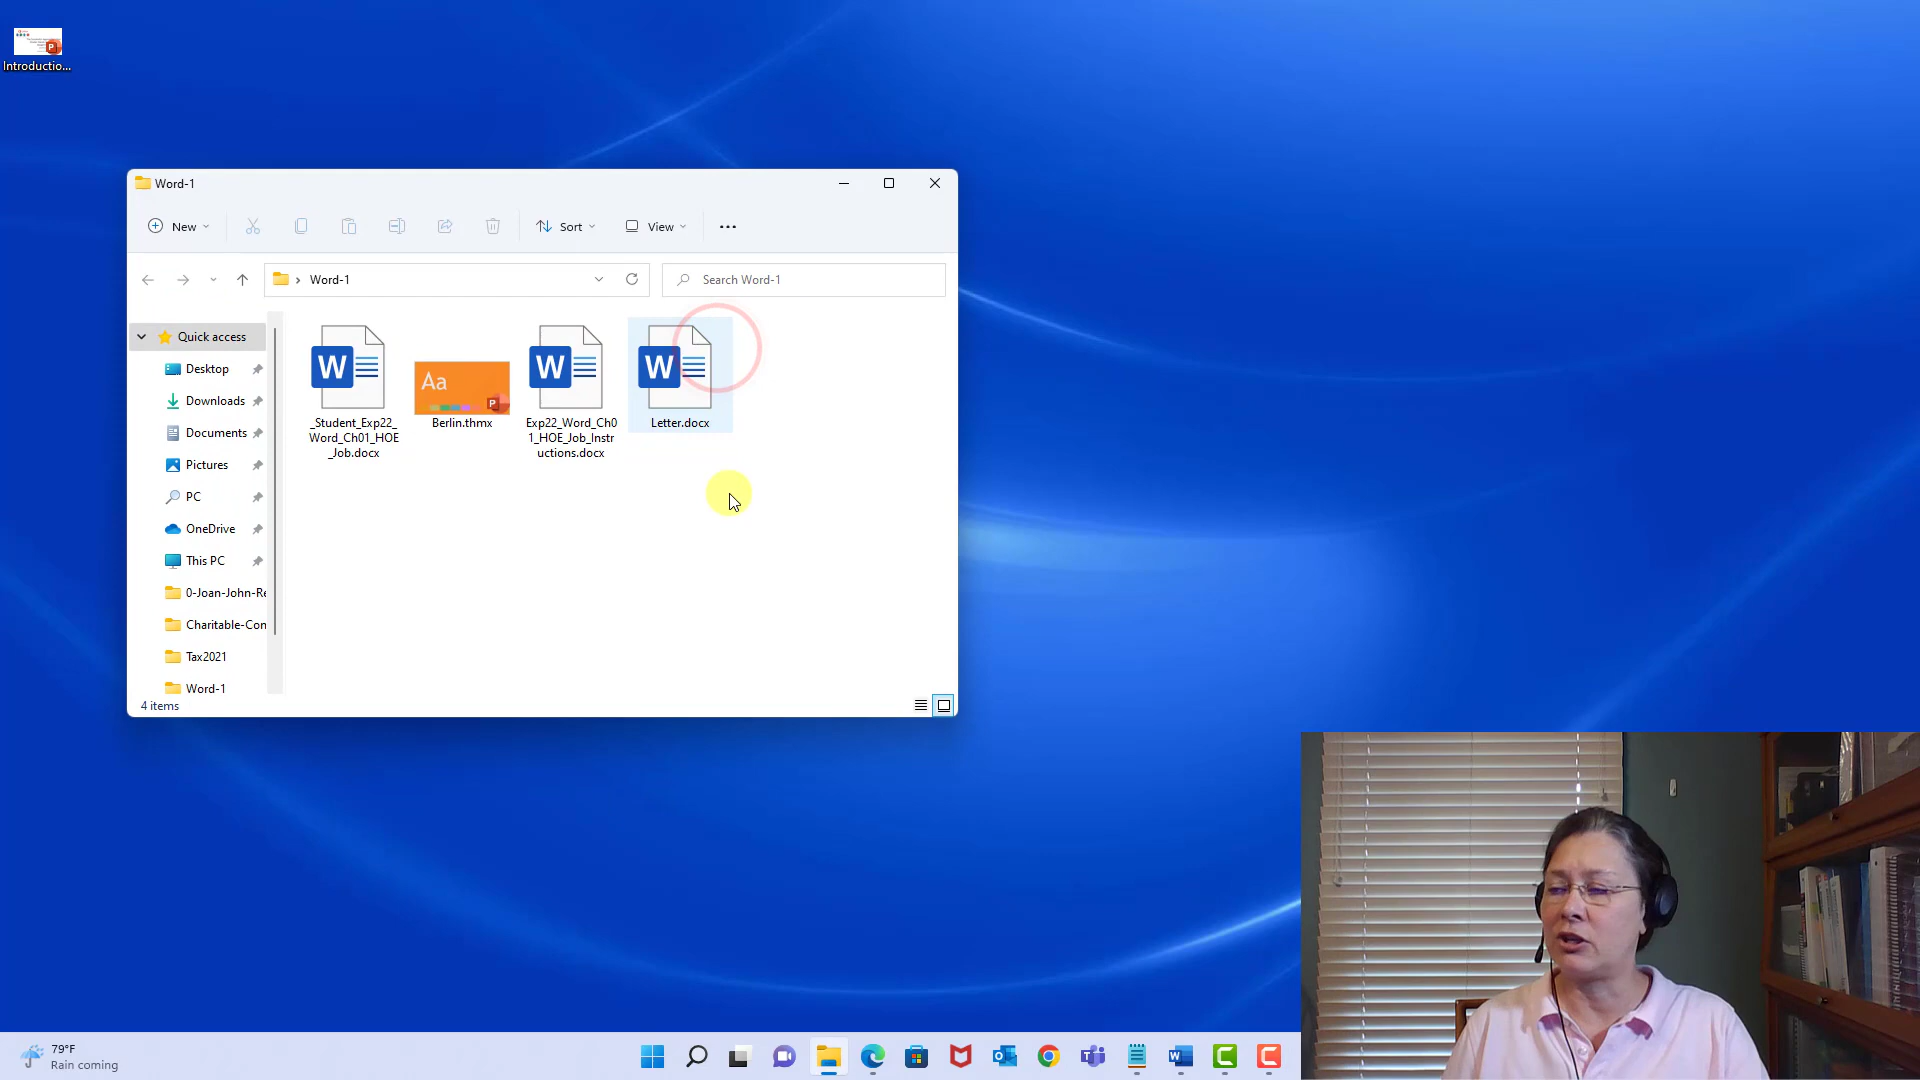 Introductio...
Word-1
New
Sort
View
Word-1
Search Word-1
Quick access
Desktop
Downloads
Documents
Pictures
PC
OneDrive
This PC
0-Joan-John-Re
Charitable-Con
Tax2021
Word-1
W
_Student_Exp22_
Word_Ch01_HOE
_Job.docx
Aa
P
Berlin.thmx
W
Exp22_Word_Ch0
1_HOE_Job_Instr
uctions.docx
W
Letter.docx
4 items
79°F
Rain coming